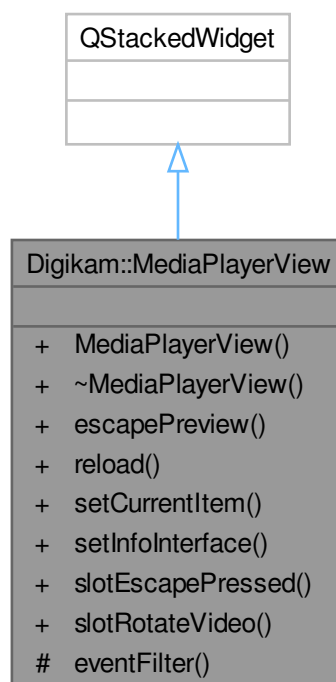 QStackedWidget
Digikam::MediaPlayerView
+ MediaPlayerView()
+ ~MediaPlayerView()
+ escapePreview()
+ reload()
+ setCurrentItem()
+ setInfoInterface()
+ slotEscapePressed()
+ slotRotateVideo()
# eventFilter()